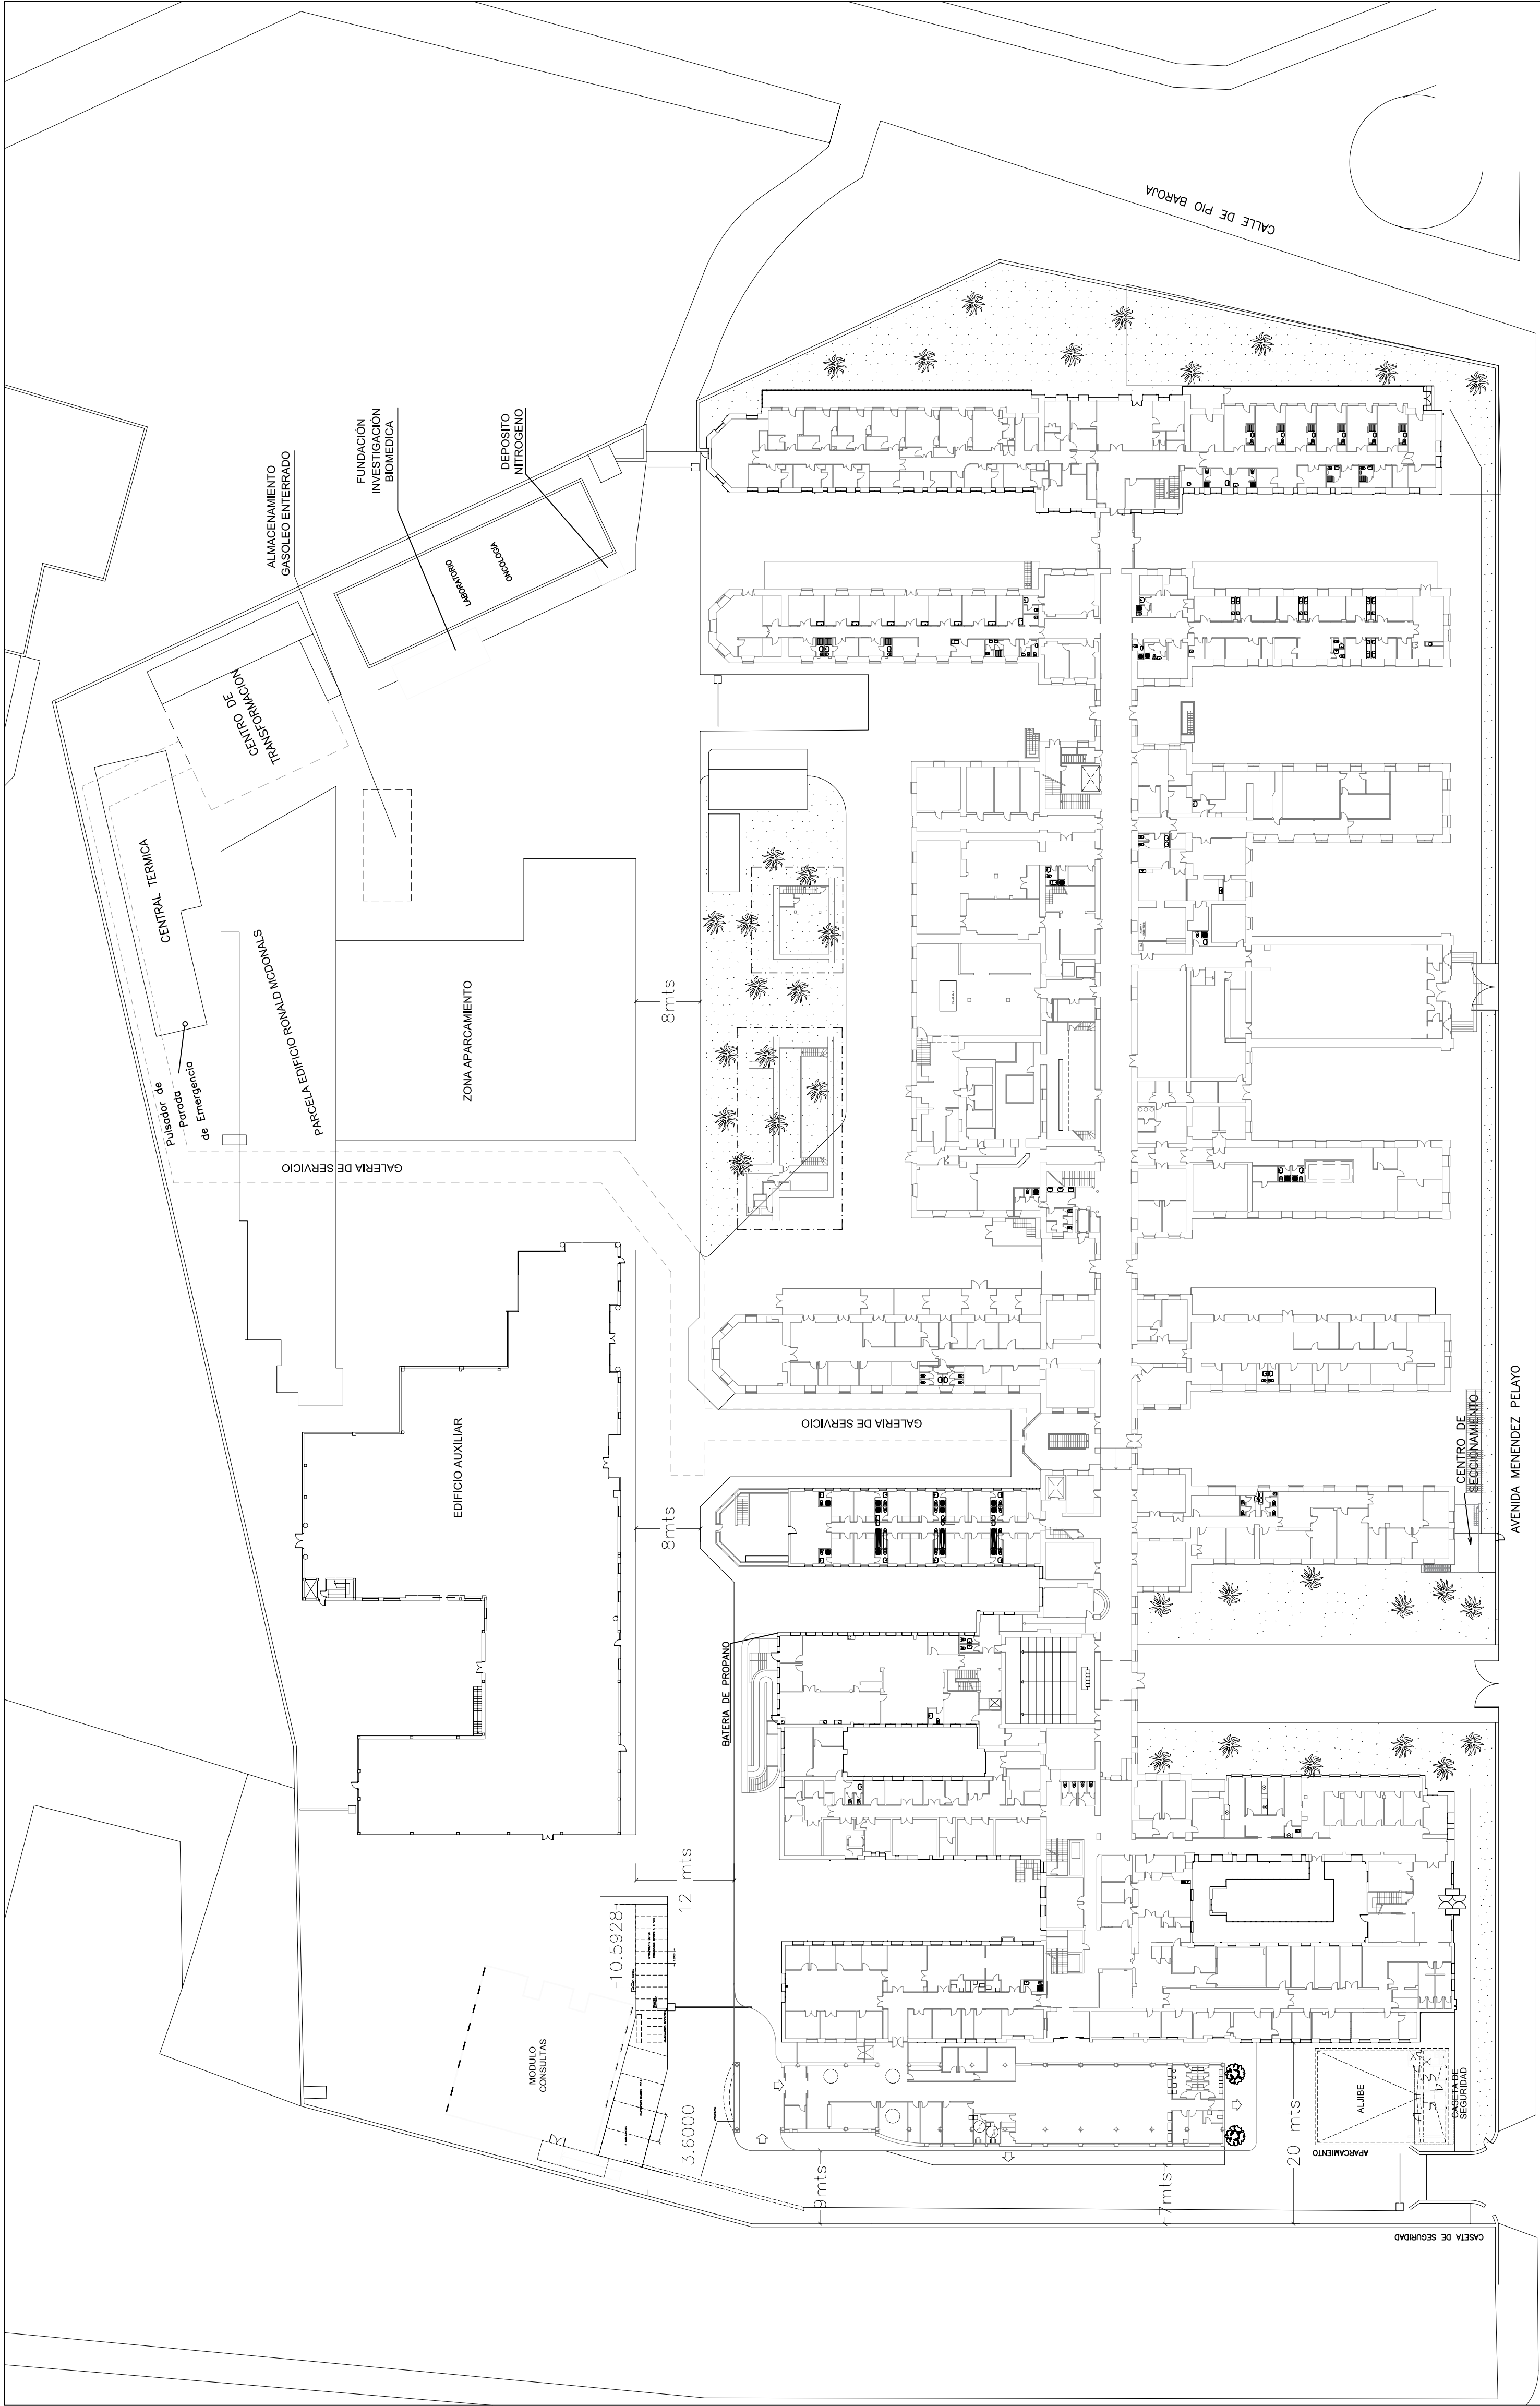 CALLE DE PIO BAROJA
ALMACENAMIENTO
GASOLEO ENTERRADO
FUNDACIÓN
INVESTIGACIÓN
BIOMEDICA
DEPOSITO
NITROGENO
LABORATORIO
ONCOLOGÍA
CENTRO DE
TRANSFORMACION
CENTRAL TERMICA
Pulsador de
Parada
de Emergencia
PARCELA EDIFICIO RONALD MCDONALS
ZONA APARCAMIENTO
8mts
GALERIA DE SERVICIO
EDIFICIO AUXILIAR
GALERIA DE SERVICIO
8mts
CENTRO DE
SECCIONAMIENTO
AVENIDA MENENDEZ PELAYO
BATERIA DE PROPANO
12 mts
10.5928
MODULO
CONSULTAS
3.6000
9mts
7mts
20 mts
ALJIBE
APARCAMIENTO
CASETA DE
SEGURIDAD
CASETA DE SEGURIDAD